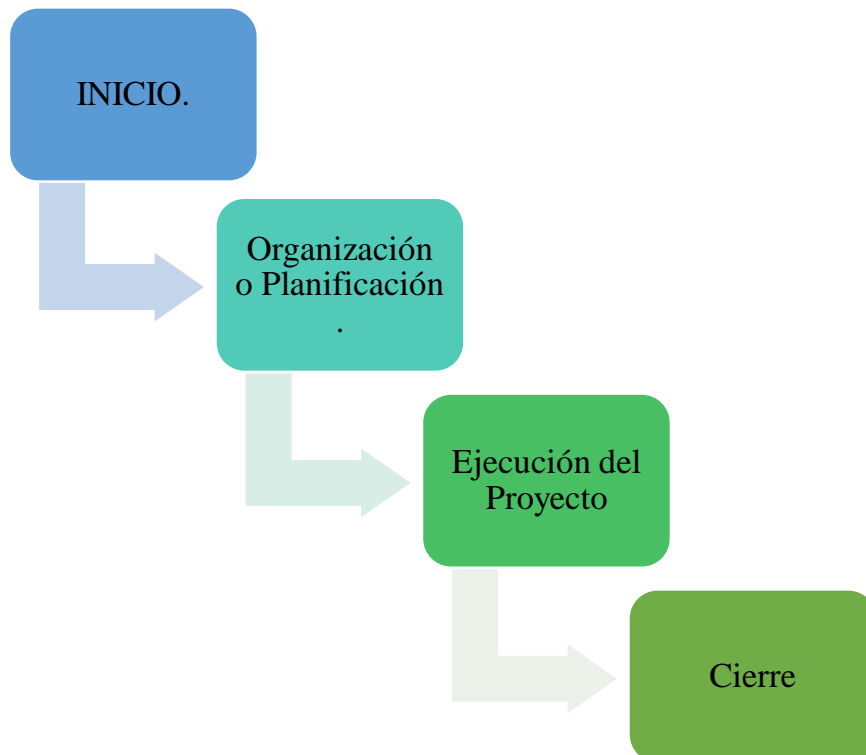 INICIO.
Organización
o Planificación
.
Ejecución del
Proyecto
Cierre